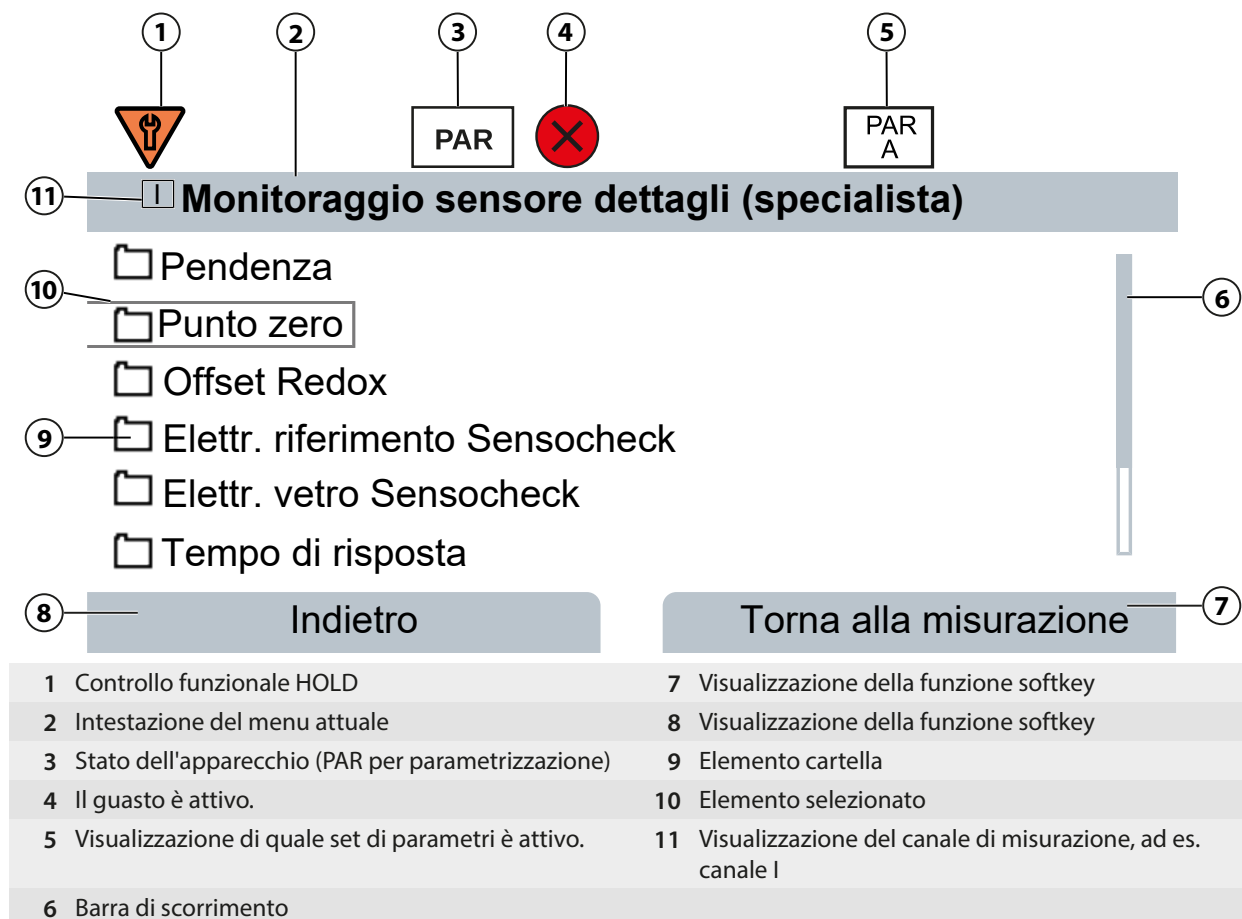 1 2 3 4 5
PAR PAR
A
11 I Monitoraggio sensore dettagli (specialista)
Pendenza
10 6
Punto zero
Offset Redox
9 Elettr. riferimento Sensocheck
Elettr. vetro Sensocheck
Tempo di risposta
8 Indietro Torna alla misurazione 7
1 Controllo funzionale HOLD
2 Intestazione del menu attuale
3 Stato dell'apparecchio (PAR per parametrizzazione)
4 Il guasto è attivo.
5 Visualizzazione di quale set di parametri è attivo.
6 Barra di scorrimento
7 Visualizzazione della funzione softkey
8 Visualizzazione della funzione softkey
9 Elemento cartella
10 Elemento selezionato
11 Visualizzazione del canale di misurazione, ad es.
canale I